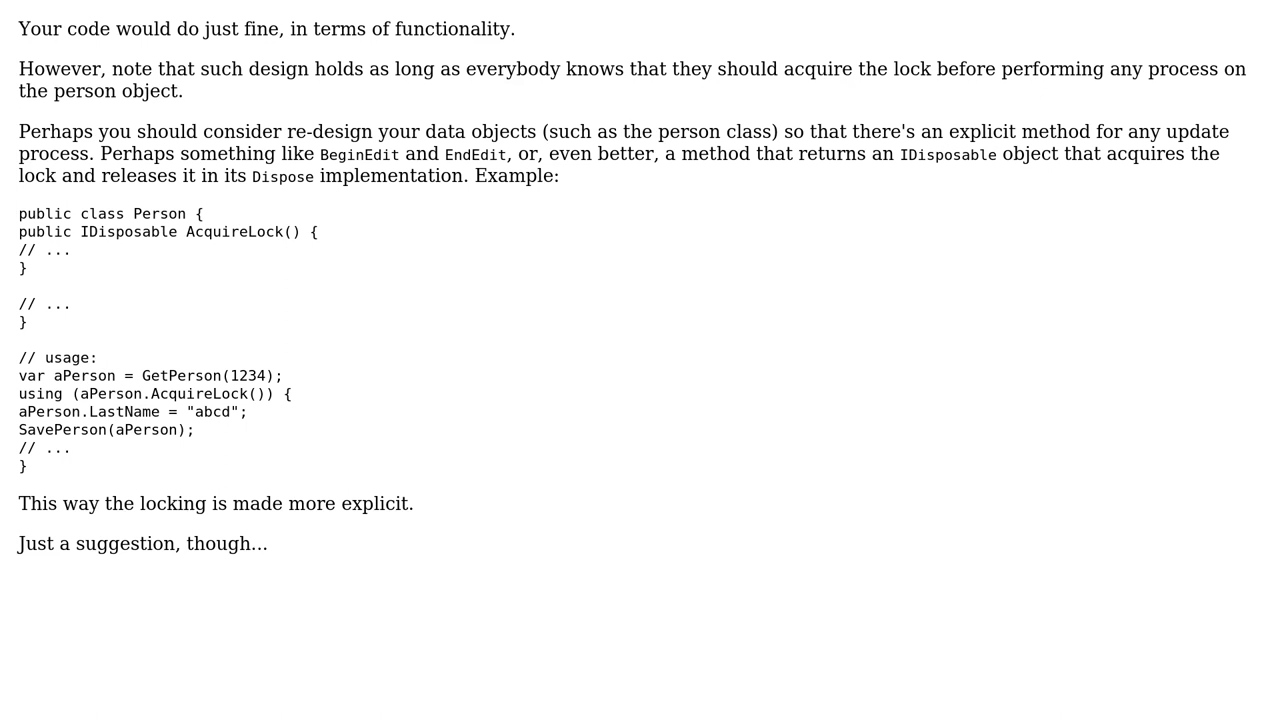 Your code would do just fine, in terms of functionality.
However, note that such design holds as long as everybody knows that they should acquire the lock before performing any process on
the person object.
Perhaps you should consider re-design your data objects (such as the person class) so that there's an explicit method for any update
process. Perhaps something like BeginEdit and EndEdit, or, even better, a method that returns an IDisposable object that acquires the
lock and releases it in its Dispose implementation. Example:
public class Person {
public IDisposable AcquireLock() {
// ...
}
// ...
}
// usage:
var aPerson = GetPerson(1234);
using (aPerson.AcquireLock()) {
aPerson.LastName = "abcd";
SavePerson(aPerson);
// ...
}
This way the locking is made more explicit.
Just a suggestion, though...